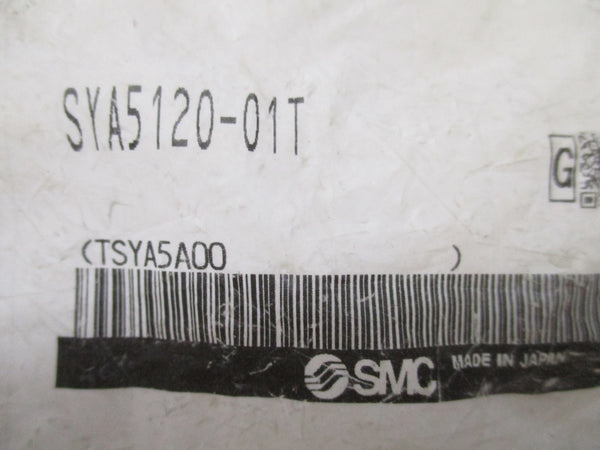 SYA5120-01T
G
(TSYA5A00 )
SMC MADE IN JAPAN